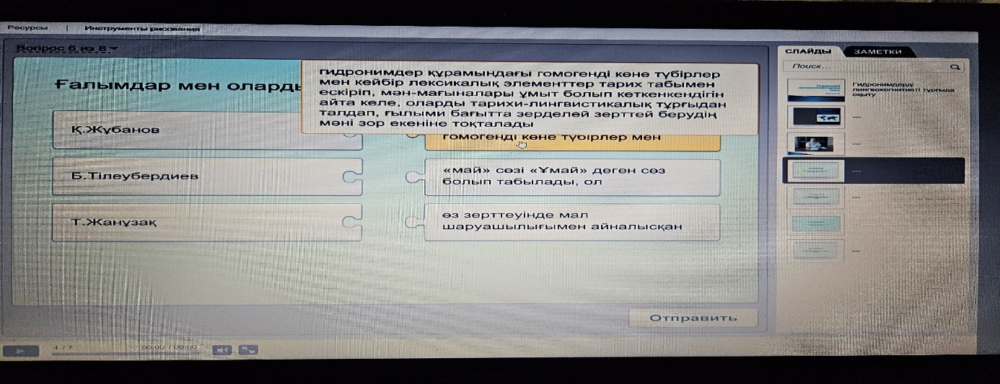 Ресурсы | Инструменты рисования
Вопрос 6 из 8
СЛАЙДЫ ЗАМЕТКИ
Поиск...
Ғалымдар мен оларды
гидронимдер құрамындағы гомогенді көне түбірлер
мен кейбір лексикалық элементтер тарих табымен
ескіріп, мән-мағыналары ұмыт болып кеткенкендігін
айта келе, оларды тарихи-лингвистикалық тұрғыдан
талдап, ғылыми бағытта зерделей зерттей берудің
мәні зор екеніне тоқталады
Қ.Жұбанов
гомогенді көне түбірлер мен
Б.Тілеубердиев
«май» сөзі «Ұмай» деген сөз
болып табылады, ол
Т.Жанұзақ
өз зерттеуінде мал
шаруашылығымен айналысқан
Отправить
4 / 7 00:00 / 00:00
Гидронимдерді
лингвокогнитивті тұрғыда
оқыту